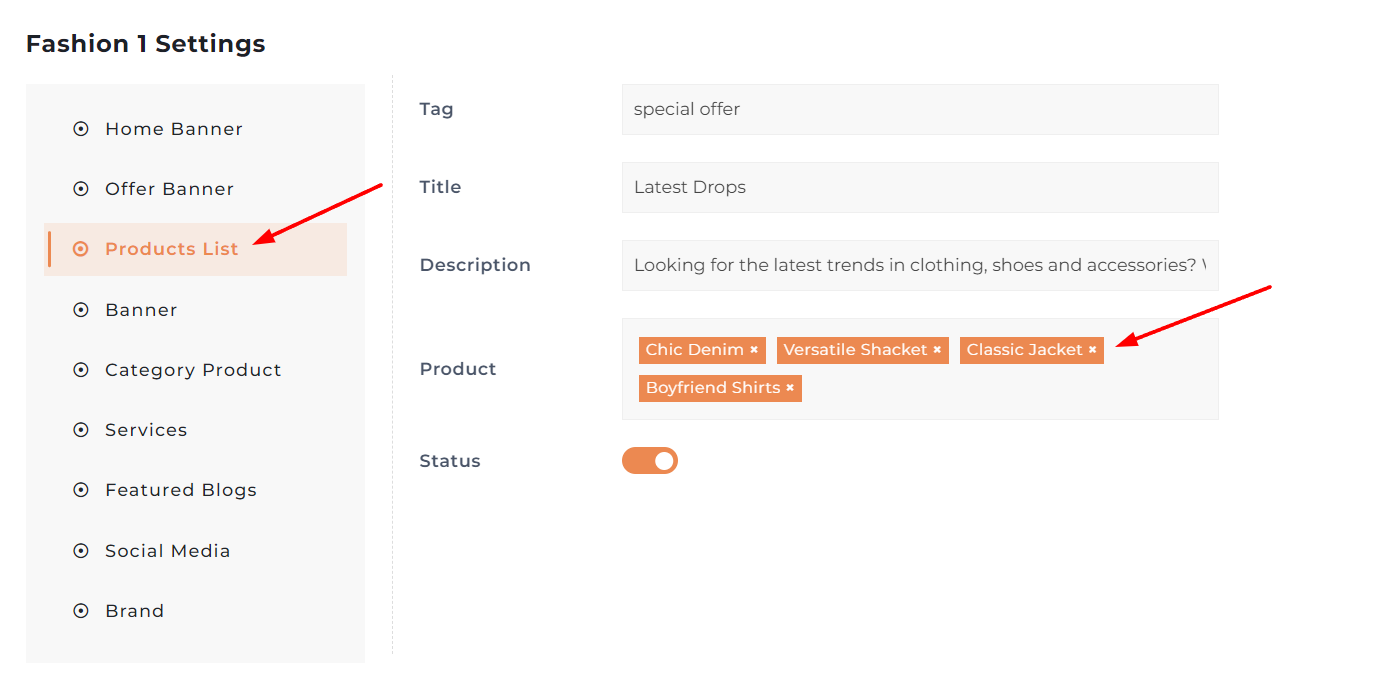 Fashion 1 Settings
Home Banner
Offer Banner
Products List
Banner
Category Product
Services
Featured Blogs
Social Media
Brand
Tag
special offer
Title
Latest Drops
Description
Looking for the latest trends in clothing, shoes and accessories?
Product
Chic Denim × Versatile Shacket × Classic Jacket ×
Boyfriend Shirts ×
Status